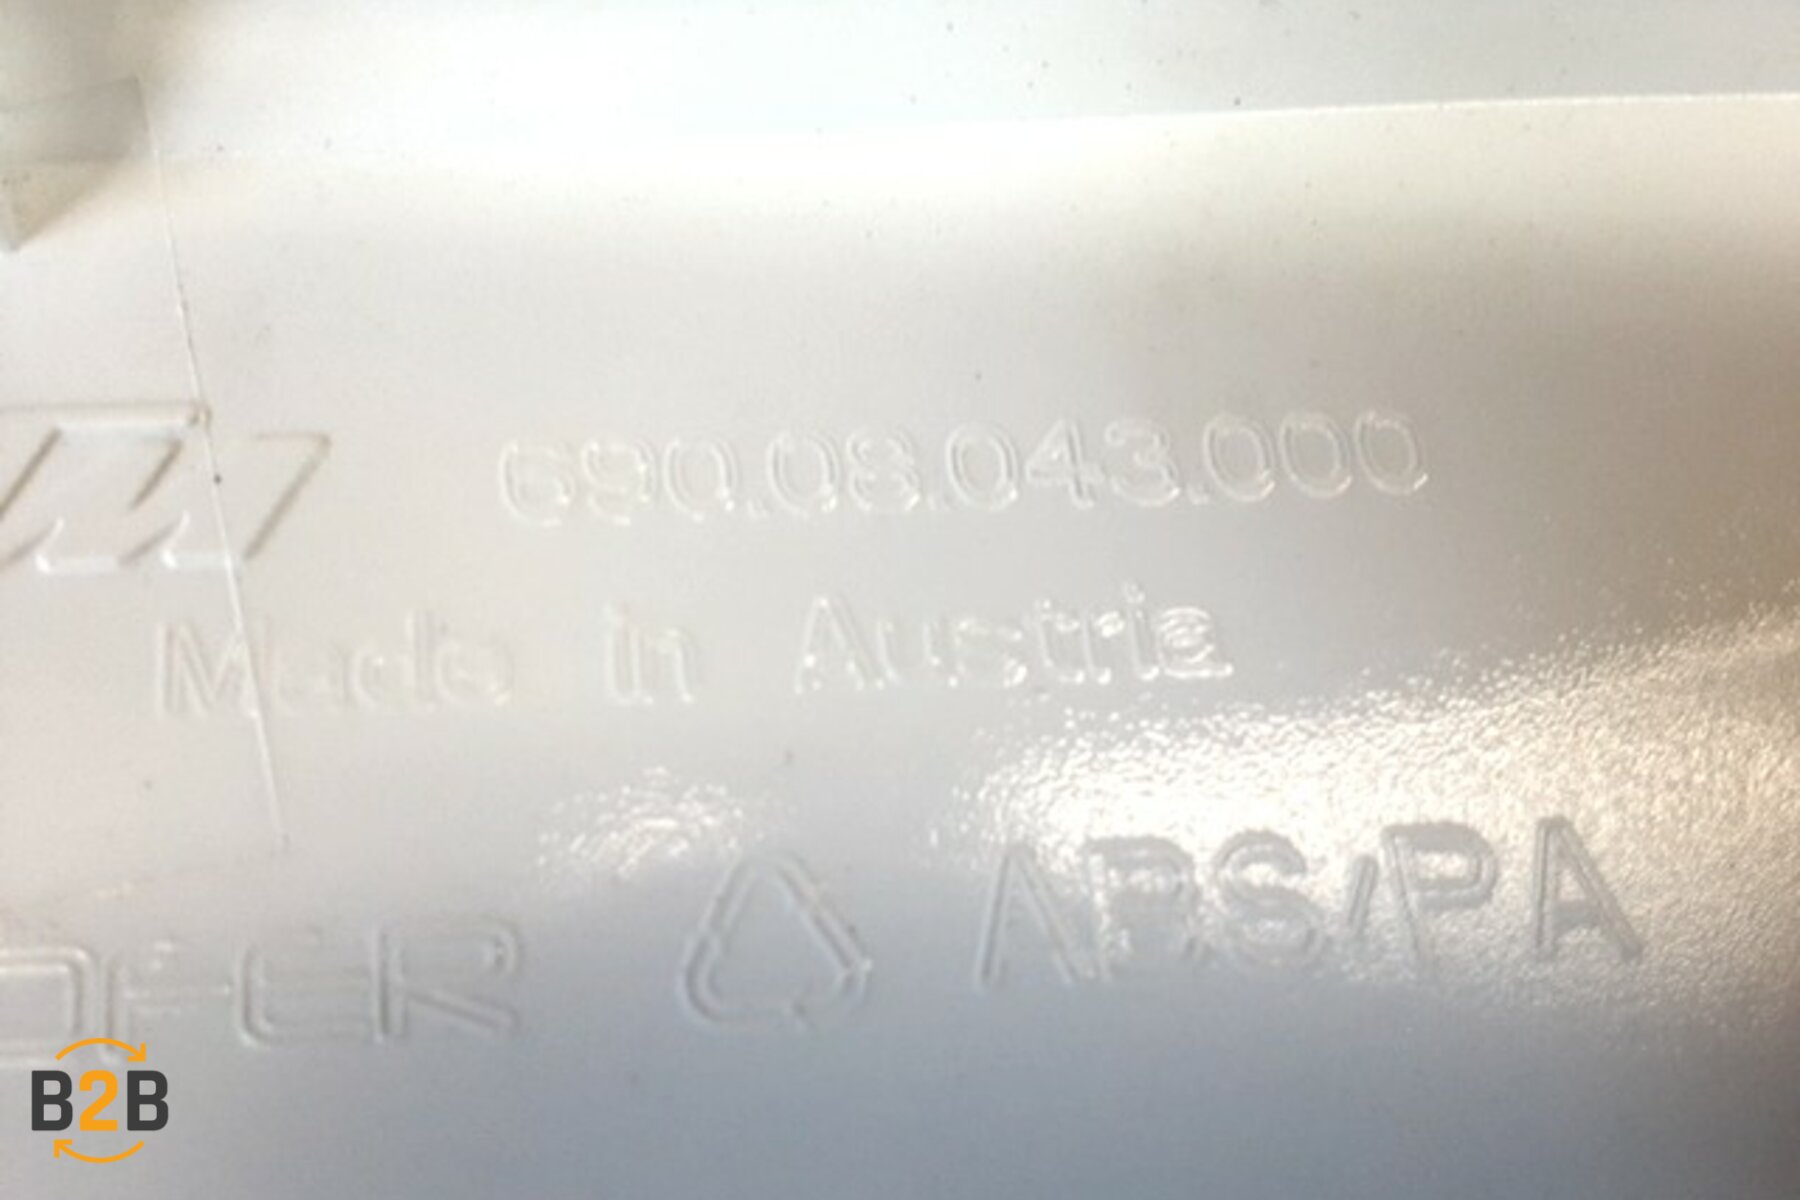 690.08.043.000
Made in Austria
ABS/PA
B2B